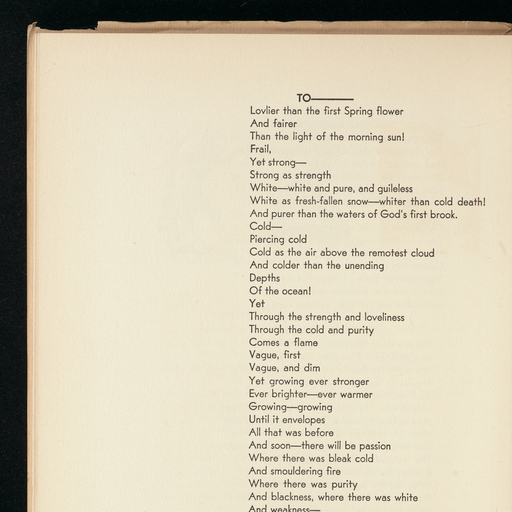 TO———
Lovlier than the first Spring flower
And fairer
Than the light of the morning sun!
Frail,
Yet strong—
Strong as strength
White—white and pure, and guileless
White as fresh-fallen snow—whiter than cold death!
And purer than the waters of God's first brook.
Cold—
Piercing cold
Cold as the air above the remotest cloud
And colder than the unending
Depths
Of the ocean!
Yet
Through the strength and loveliness
Through the cold and purity
Comes a flame
Vague, first
Vague, and dim
Yet growing ever stronger
Ever brighter—ever warmer
Growing—growing
Until it envelopes
All that was before
And soon—there will be passion
Where there was bleak cold
And smouldering fire
Where there was purity
And blackness, where there was white
And weakness—